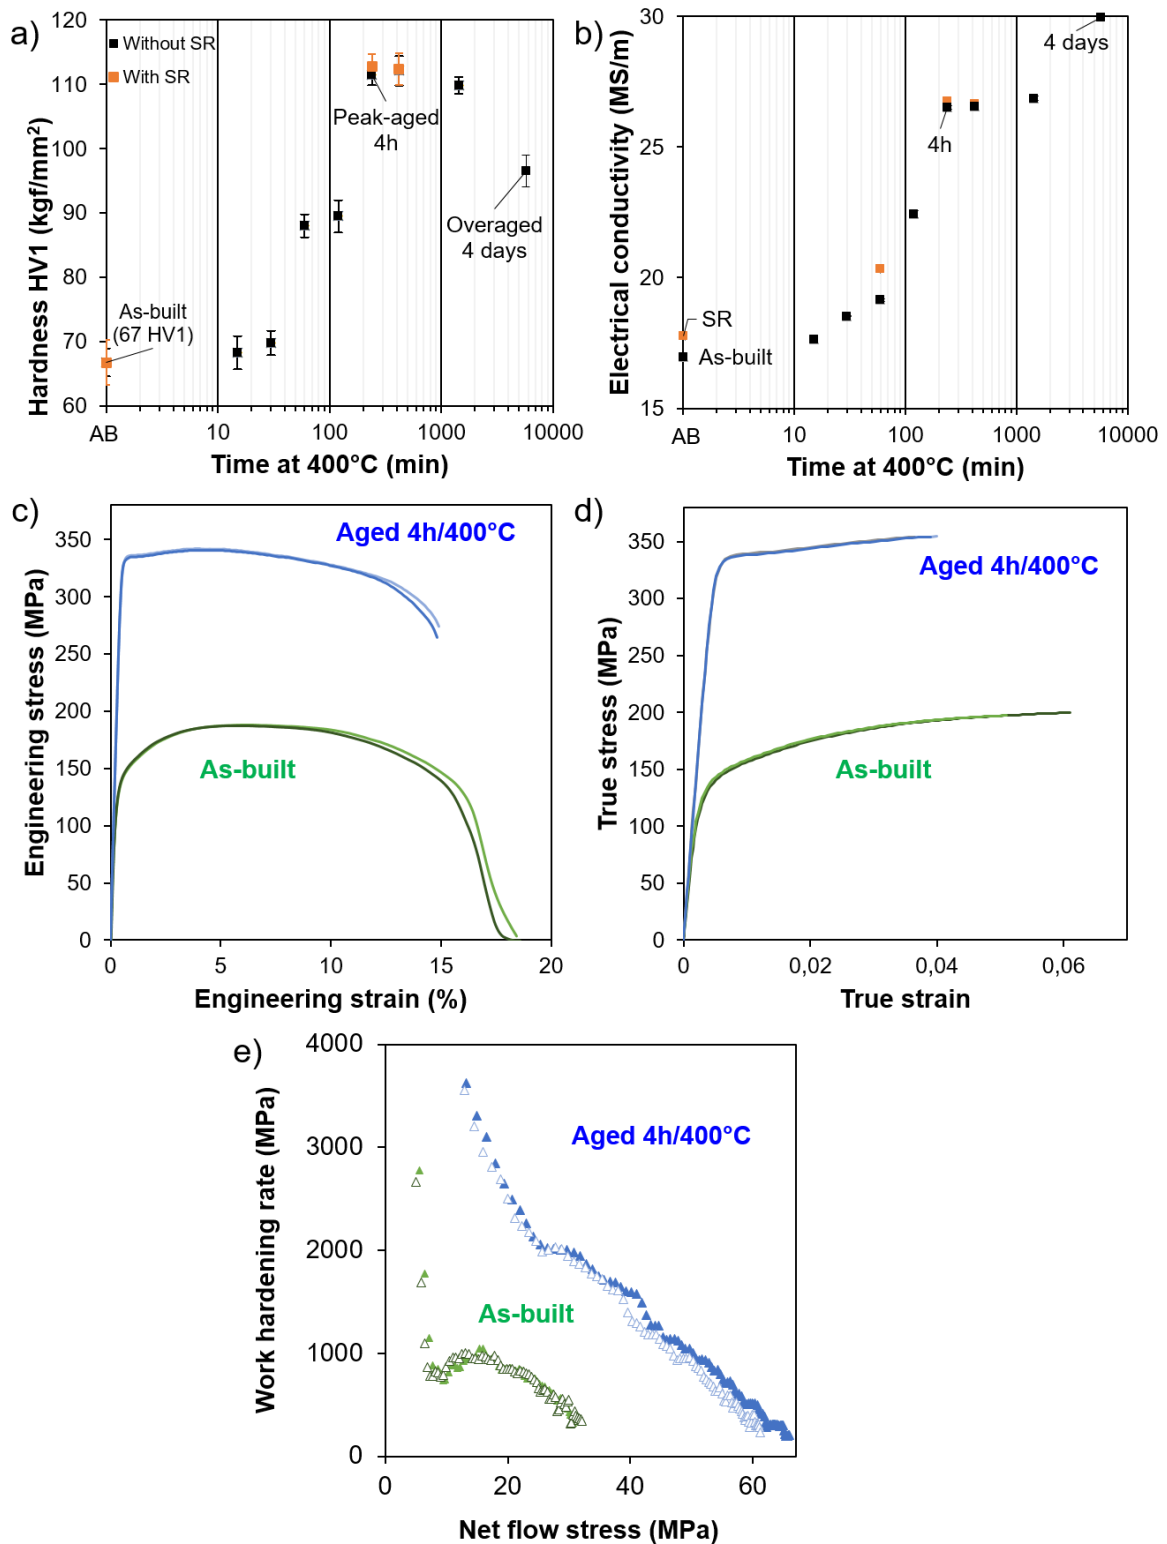 a)
Hardness HV1 (kgf/mm²)
120
110
100
90
80
70
60
Without SR
With SR
Peak-aged
4h
Overaged
4 days
As-built
(67 HV1)
AB
10
100
1000
10000
Time at 400°C (min)
b)
Electrical conductivity (MS/m)
30
25
20
15
4 days
4h
SR
As-built
AB
10
100
1000
10000
Time at 400°C (min)
c)
Engineering stress (MPa)
350
300
250
200
150
100
50
0
Aged 4h/400°C
As-built
0
5
10
15
20
Engineering strain (%)
d)
True stress (MPa)
350
300
250
200
150
100
50
0
Aged 4h/400°C
As-built
0
0,02
0,04
0,06
True strain
e)
Work hardening rate (MPa)
4000
3000
2000
1000
0
Aged 4h/400°C
As-built
0
20
40
60
Net flow stress (MPa)